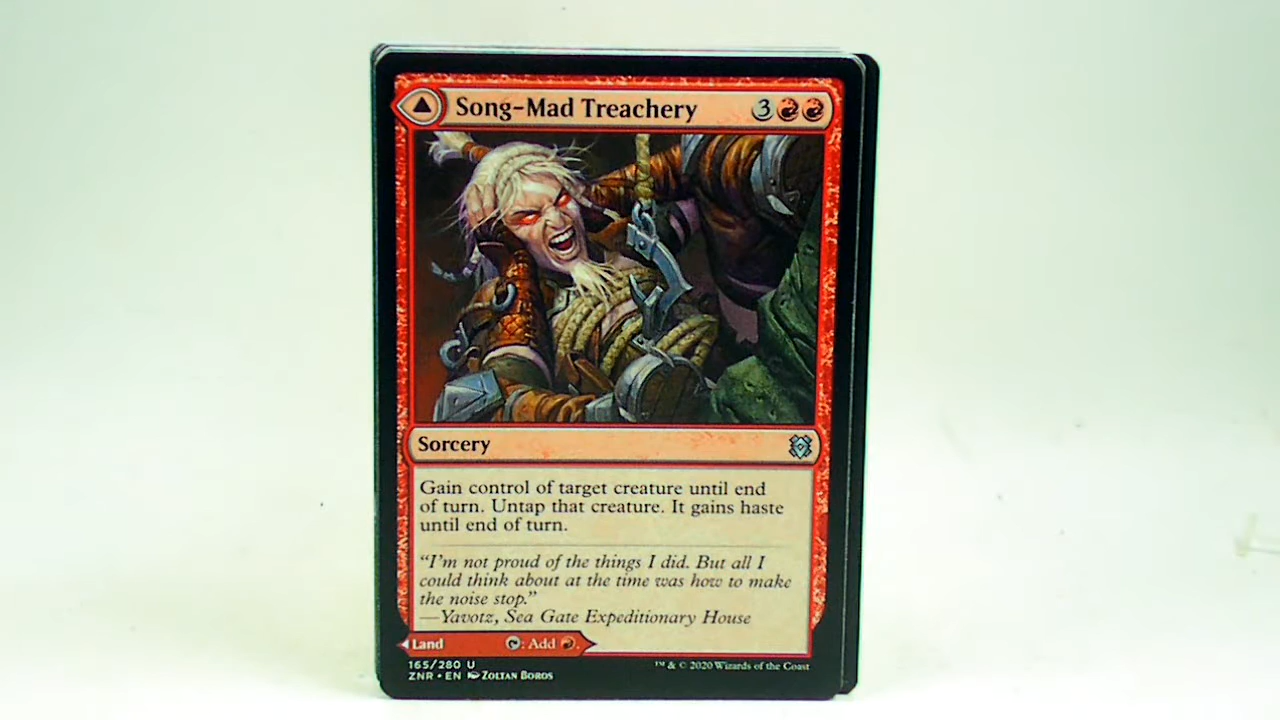 Song-Mad Treachery 3
Sorcery
Gain control of target creature until end
of turn. Untap that creature. It gains haste
until end of turn.
“I’m not proud of the things I did. But all I
could think about at the time was how to make
the noise stop.”
—Yavotz, Sea Gate Expeditionary House
Land : Add .
165/280 U
ZNR • EN Zoltan Boros
™ & © 2020 Wizards of the Coast